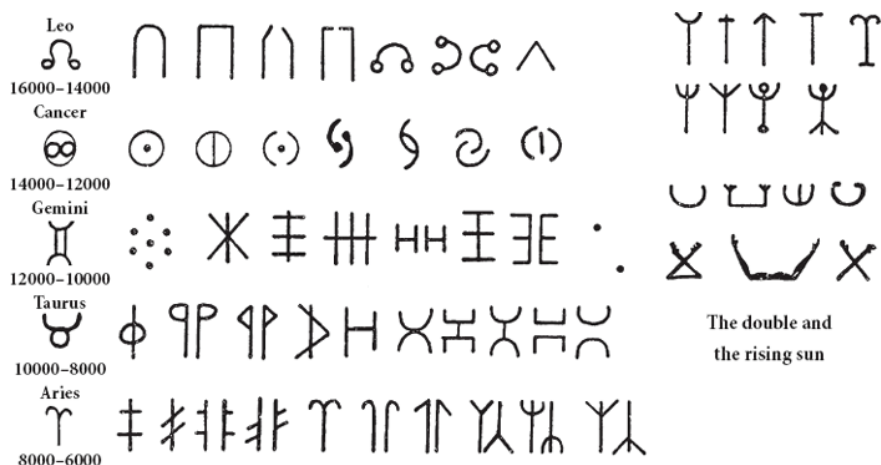 Leo
16000–14000
Cancer
14000–12000
Gemini
12000–10000
Taurus
10000–8000
Aries
8000–6000
The double and
the rising sun